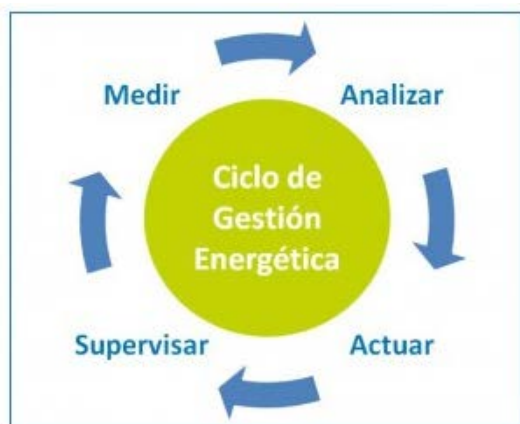 Medir
Analizar
Ciclo de
Gestión
Energética
Supervisar
Actuar